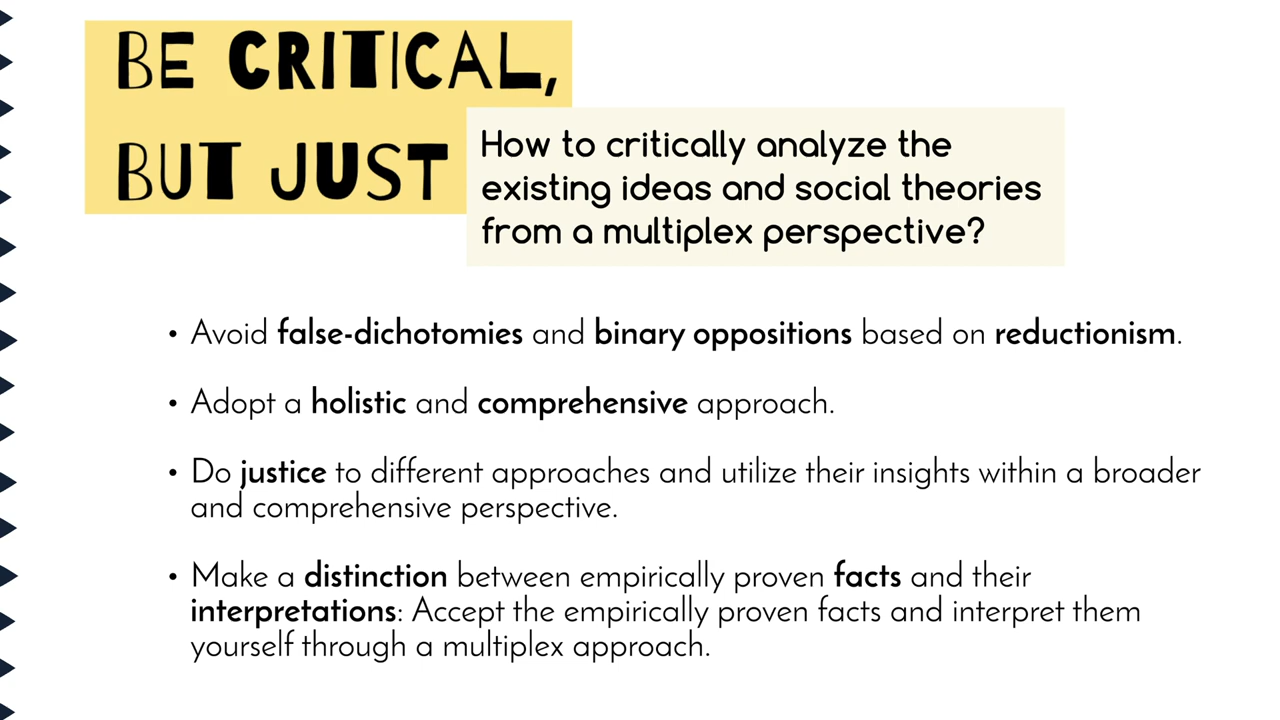 BE CRITICAL,
BUT JUST
How to critically analyze the
existing ideas and social theories
from a multiplex perspective?
• Avoid false-dichotomies and binary oppositions based on reductionism.
• Adopt a holistic and comprehensive approach.
• Do justice to different approaches and utilize their insights within a broader
and comprehensive perspective.
• Make a distinction between empirically proven facts and their
interpretations: Accept the empirically proven facts and interpret them
yourself through a multiplex approach.